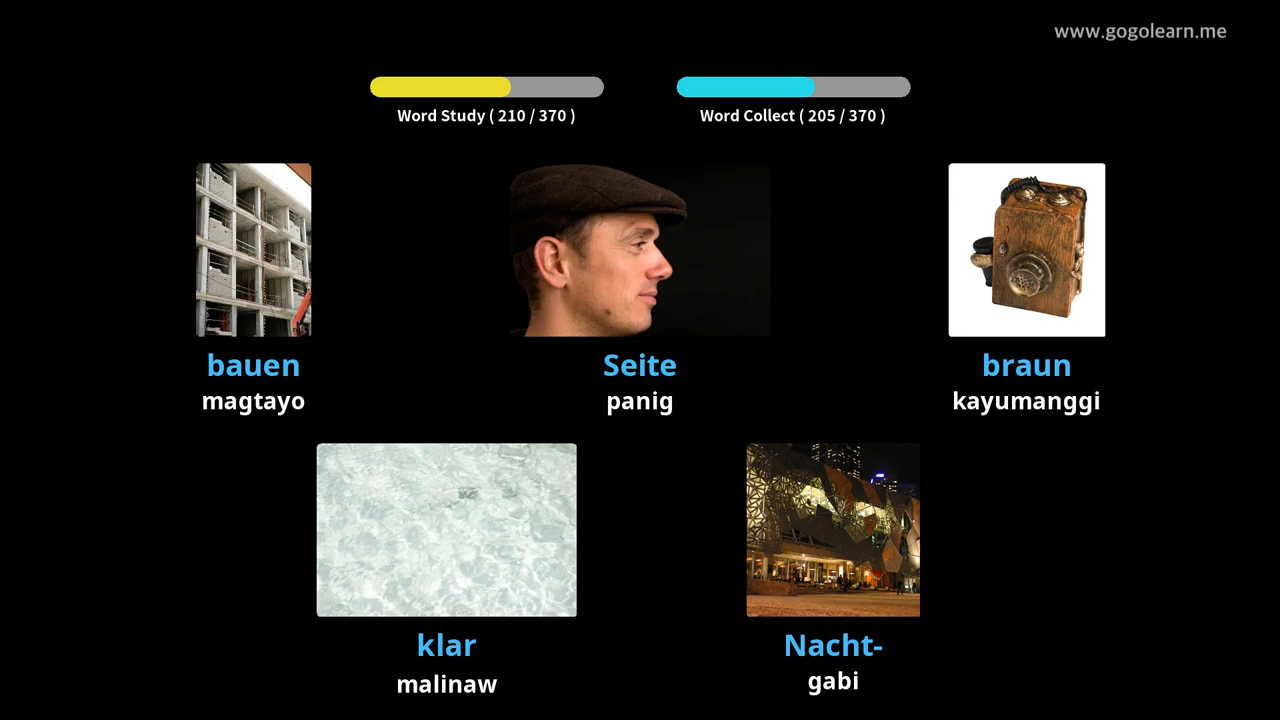 www.gogolearn.me
Word Study ( 210 / 370 )
Word Collect ( 205 / 370 )
bauen
magtayo
Seite
panig
braun
kayumanggi
klar
malinaw
Nacht-
gabi